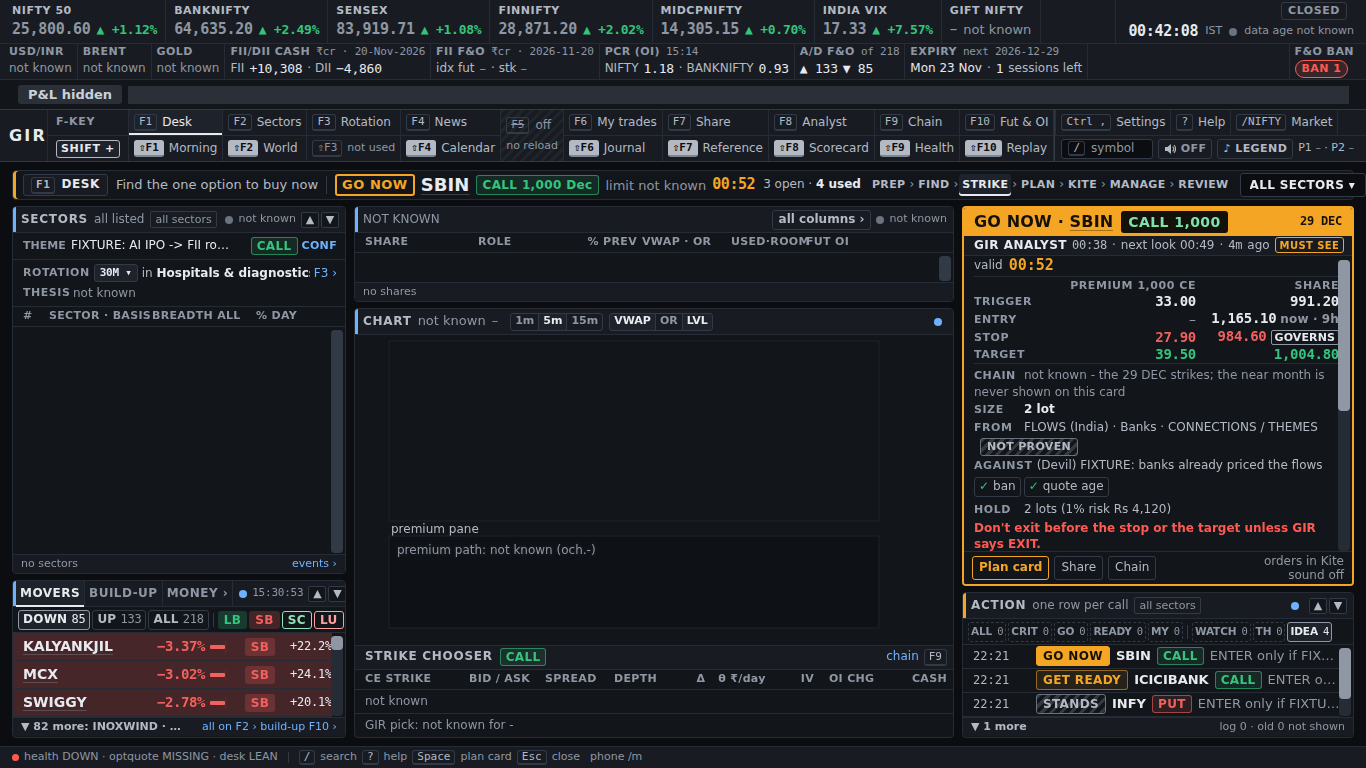 NIFTY 50 BANKNIFTY SENSEX FINNIFTY MIDCPNIFTY INDIA VIX GIFT NIFTY CLOSED
25,800.60 ▲ +1.12% 64,635.20 ▲ +2.49% 83,919.71 ▲ +1.08% 28,871.20 ▲ +2.02% 14,305.15 ▲ +0.70% 17.33 ▲ +7.57% – not known 00:42:08 IST data age not known
USD/INR BRENT GOLD FII/DII CASH ₹cr · 20-Nov-2026 FII F&O ₹cr · 2026-11-20 PCR (OI) 15:14 A/D F&O of 218 EXPIRY next 2026-12-29 F&O BAN
not known not known not known FII +10,308 · DII −4,860 idx fut – · stk – NIFTY 1.18 · BANKNIFTY 0.93 ▲ 133 ▼ 85 Mon 23 Nov · 1 sessions left BAN 1
P&L hidden
GIR F-KEY F1 Desk F2 Sectors F3 Rotation F4 News F5 off F6 My trades F7 Share F8 Analyst F9 Chain F10 Fut & OI Ctrl , Settings ? Help /NIFTY Market
SHIFT + ⇧F1 Morning ⇧F2 World ⇧F3 not used ⇧F4 Calendar no reload ⇧F6 Journal ⇧F7 Reference ⇧F8 Scorecard ⇧F9 Health ⇧F10 Replay / symbol OFF ♪ LEGEND P1 – · P2 –
F1 DESK Find the one option to buy now GO NOW SBIN CALL 1,000 Dec limit not known 00:52 3 open · 4 used PREP › FIND › STRIKE › PLAN › KITE › MANAGE › REVIEW ALL SECTORS ▾
SECTORS all listed all sectors not known ▲ ▼
THEME FIXTURE: AI IPO -> FII ro… CALL CONF
ROTATION 30M ▾ in Hospitals & diagnostic F3 ›
THESIS not known
# SECTOR · BASIS BREADTH ALL % DAY
no sectors events ›
MOVERS BUILD-UP MONEY › 15:30:53 ▲ ▼
DOWN 85 UP 133 ALL 218 LB SB SC LU
KALYANKJIL −3.37% SB +22.2%
MCX −3.02% SB +24.1%
SWIGGY −2.78% SB +20.1%
▼ 82 more: INOXWIND · … all on F2 › build-up F10 ›
NOT KNOWN all columns › not known
SHARE ROLE % PREV VWAP · OR USED·ROOM FUT OI
no shares
CHART not known – 1m 5m 15m VWAP OR LVL
premium pane
premium path: not known (och.-)
STRIKE CHOOSER CALL chain F9
CE STRIKE BID / ASK SPREAD DEPTH Δ θ ₹/day IV OI CHG CASH
not known
GIR pick: not known for -
GO NOW · SBIN CALL 1,000 29 DEC
GIR ANALYST 00:38 · next look 00:49 · 4m ago MUST SEE
valid 00:52
PREMIUM 1,000 CE SHARE
TRIGGER 33.00 991.20
ENTRY – 1,165.10 now · 9h
STOP 27.90 984.60 GOVERNS
TARGET 39.50 1,004.80
CHAIN not known - the 29 DEC strikes; the near month is
never shown on this card
SIZE 2 lot
FROM FLOWS (India) · Banks · CONNECTIONS / THEMES
NOT PROVEN
AGAINST (Devil) FIXTURE: banks already priced the flows
✓ ban ✓ quote age
HOLD 2 lots (1% risk Rs 4,120)
Don't exit before the stop or the target unless GIR
says EXIT.
Plan card Share Chain orders in Kite
sound off
ACTION one row per call all sectors ▲ ▼
ALL 0 CRIT 0 GO 0 READY 0 MY 0 WATCH 0 TH 0 IDEA 4
22:21 GO NOW SBIN CALL ENTER only if FIX…
22:21 GET READY ICICIBANK CALL ENTER o…
22:21 STANDS INFY PUT ENTER only if FIXTU…
▼ 1 more log 0 · old 0 not shown
health DOWN · optquote MISSING · desk LEAN / search ? help Space plan card Esc close phone /m